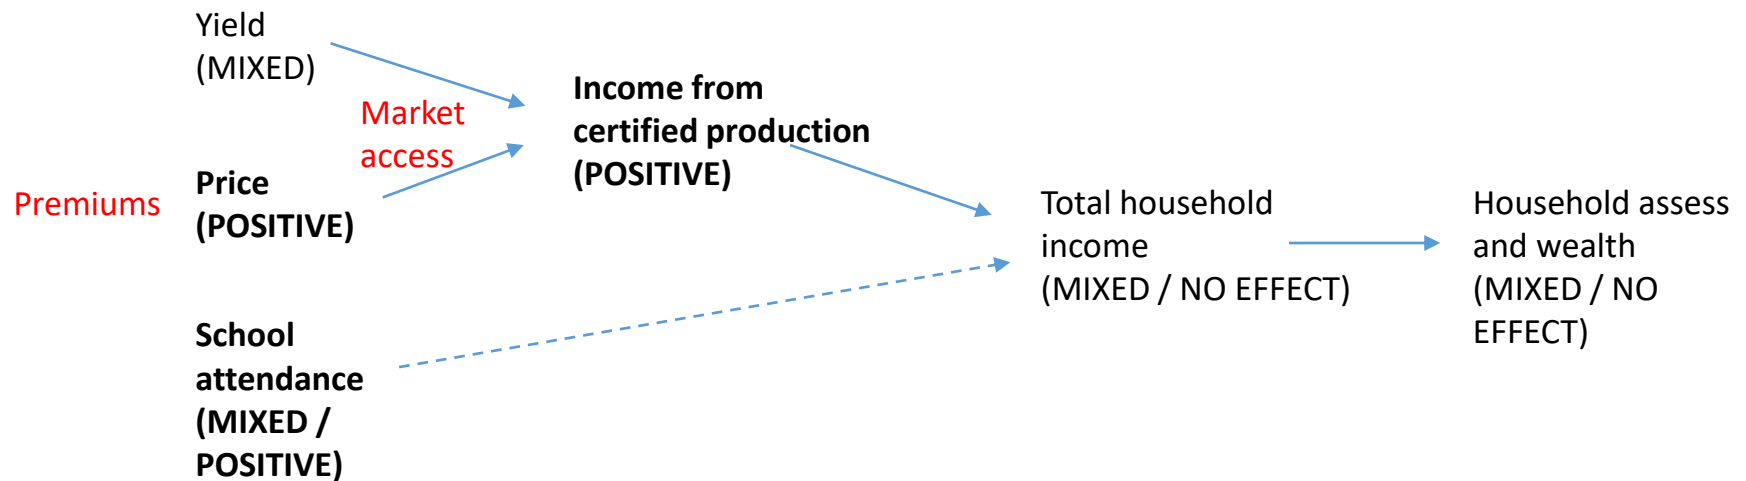 Yield
(MIXED)
Market
access
Premiums
Price
(POSITIVE)
School
attendance
(MIXED /
POSITIVE)
Income from
certified production
(POSITIVE)
Total household
income
(MIXED / NO EFFECT)
Household assess
and wealth
(MIXED / NO
EFFECT)